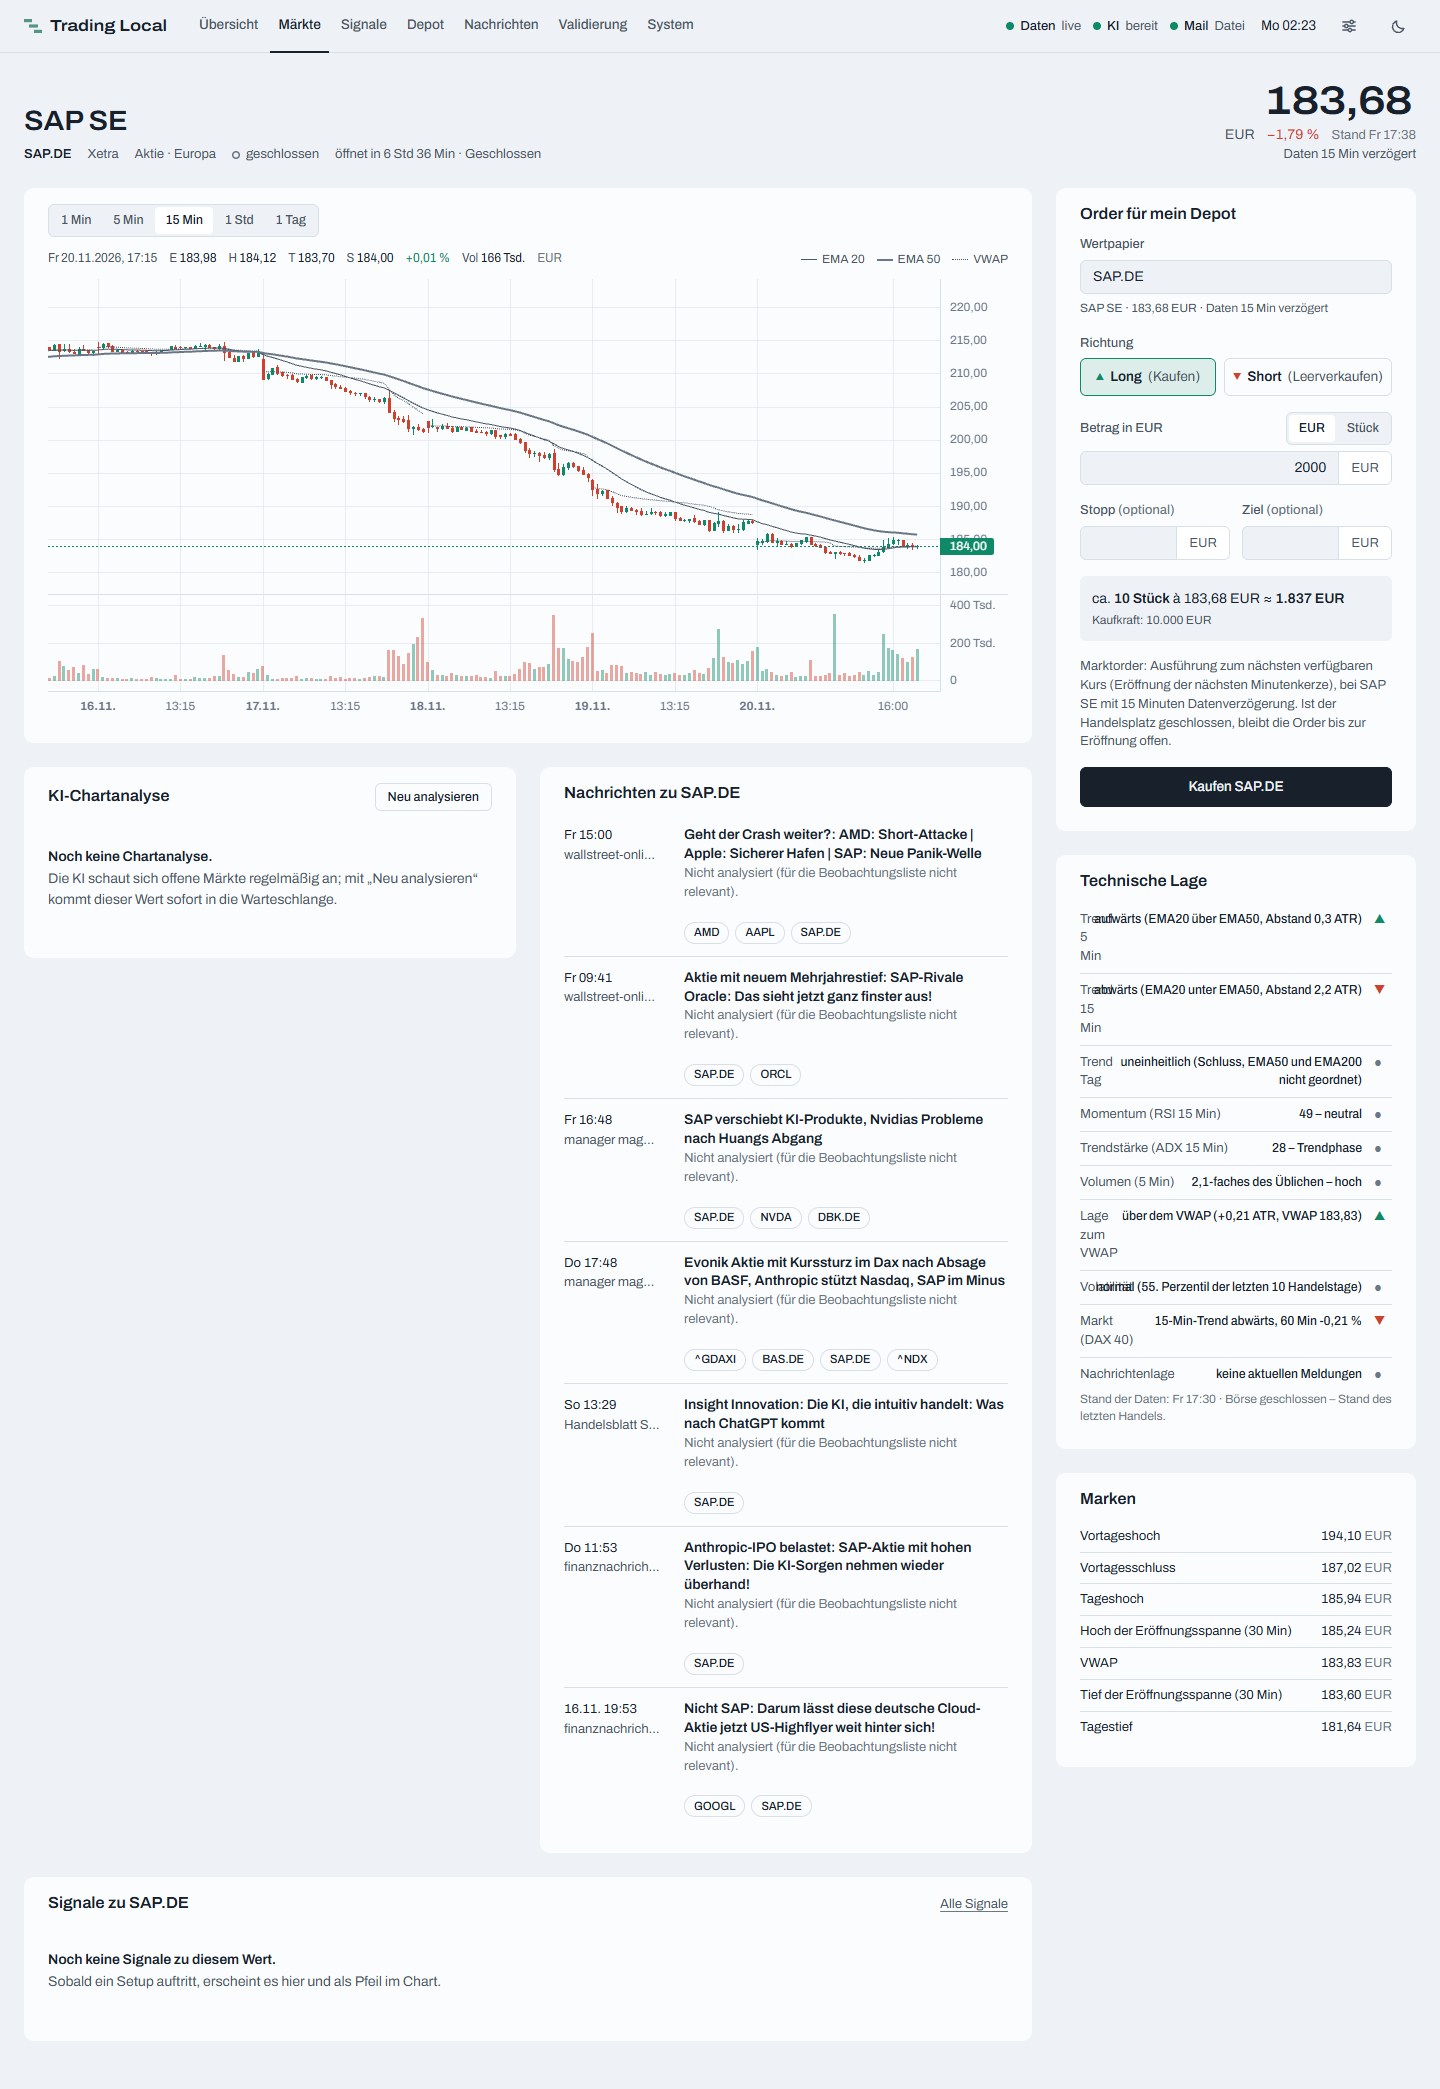 Trading Local
Übersicht Märkte Signale Depot Nachrichten Validierung System
Daten live KI bereit Mail Datei Mo 02:23
SAP SE
SAP.DE Xetra Aktie · Europa geschlossen öffnet in 6 Std 36 Min · Geschlossen
183,68
EUR −1,79 % Stand Fr 17:38
Daten 15 Min verzögert
1 Min 5 Min 15 Min 1 Std 1 Tag
Fr 20.11.2026, 17:15 E 183,98 H 184,12 T 183,70 S 184,00 +0,01 % Vol 166 Tsd. EUR
EMA 20 EMA 50 VWAP
220,00
215,00
210,00
205,00
200,00
195,00
190,00
184,00
180,00
400 Tsd.
200 Tsd.
0
16.11. 13:15 17.11. 13:15 18.11. 13:15 19.11. 13:15 20.11. 16:00
Order für mein Depot
Wertpapier
SAP.DE
SAP SE · 183,68 EUR · Daten 15 Min verzögert
Richtung
▲ Long (Kaufen)
▼ Short (Leerverkaufen)
Betrag in EUR
EUR Stück
2000 EUR
Stopp (optional) Ziel (optional)
EUR EUR
ca. 10 Stück à 183,68 EUR ≈ 1.837 EUR
Kaufkraft: 10.000 EUR
Marktorder: Ausführung zum nächsten verfügbaren
Kurs (Eröffnung der nächsten Minutenkerze), bei SAP
SE mit 15 Minuten Datenverzögerung. Ist der
Handelsplatz geschlossen, bleibt die Order bis zur
Eröffnung offen.
Kaufen SAP.DE
KI-Chartanalyse
Neu analysieren
Noch keine Chartanalyse.
Die KI schaut sich offene Märkte regelmäßig an; mit „Neu analysieren“
kommt dieser Wert sofort in die Warteschlange.
Nachrichten zu SAP.DE
Fr 15:00
wallstreet-onli...
Geht der Crash weiter?: AMD: Short-Attacke |
Apple: Sicherer Hafen | SAP: Neue Panik-Welle
Nicht analysiert (für die Beobachtungsliste nicht
relevant).
AMD AAPL SAP.DE
Fr 09:41
wallstreet-onli...
Aktie mit neuem Mehrjahrestief: SAP-Rivale
Oracle: Das sieht jetzt ganz finster aus!
Nicht analysiert (für die Beobachtungsliste nicht
relevant).
SAP.DE ORCL
Fr 16:48
manager mag...
SAP verschiebt KI-Produkte, Nvidias Probleme
nach Huangs Abgang
Nicht analysiert (für die Beobachtungsliste nicht
relevant).
SAP.DE NVDA DBK.DE
Do 17:48
manager mag...
Evonik Aktie mit Kurssturz im Dax nach Absage
von BASF, Anthropic stützt Nasdaq, SAP im Minus
Nicht analysiert (für die Beobachtungsliste nicht
relevant).
^GDAXI BAS.DE SAP.DE ^NDX
So 13:29
Handelsblatt S...
Insight Innovation: Die KI, die intuitiv handelt: Was
nach ChatGPT kommt
Nicht analysiert (für die Beobachtungsliste nicht
relevant).
SAP.DE
Do 11:53
finanznachrich...
Anthropic-IPO belastet: SAP-Aktie mit hohen
Verlusten: Die KI-Sorgen nehmen wieder
überhand!
Nicht analysiert (für die Beobachtungsliste nicht
relevant).
SAP.DE
16.11. 19:53
finanznachrich...
Nicht SAP: Darum lässt diese deutsche Cloud-
Aktie jetzt US-Highflyer weit hinter sich!
Nicht analysiert (für die Beobachtungsliste nicht
relevant).
GOOGL SAP.DE
Technische Lage
Trend aufwärts (EMA20 über EMA50, Abstand 0,3 ATR) ▲
5
Min
Trend abwärts (EMA20 unter EMA50, Abstand 2,2 ATR) ▼
15
Min
Trend uneinheitlich (Schluss, EMA50 und EMA200
Tag nicht geordnet)
Momentum (RSI 15 Min) 49 – neutral
Trendstärke (ADX 15 Min) 28 – Trendphase
Volumen (5 Min) 2,1-faches des Üblichen – hoch
Lage über dem VWAP (+0,21 ATR, VWAP 183,83) ▲
zum
VWAP
Volatilität normal (55. Perzentil der letzten 10 Handelstage)
Markt 15-Min-Trend abwärts, 60 Min -0,21 % ▼
(DAX 40)
Nachrichtenlage keine aktuellen Meldungen
Stand der Daten: Fr 17:30 · Börse geschlossen – Stand des
letzten Handels.
Marken
Vortageshoch 194,10 EUR
Vortagesschluss 187,02 EUR
Tageshoch 185,94 EUR
Hoch der Eröffnungsspanne (30 Min) 185,24 EUR
VWAP 183,83 EUR
Tief der Eröffnungsspanne (30 Min) 183,60 EUR
Tagestief 181,64 EUR
Signale zu SAP.DE
Alle Signale
Noch keine Signale zu diesem Wert.
Sobald ein Setup auftritt, erscheint es hier und als Pfeil im Chart.